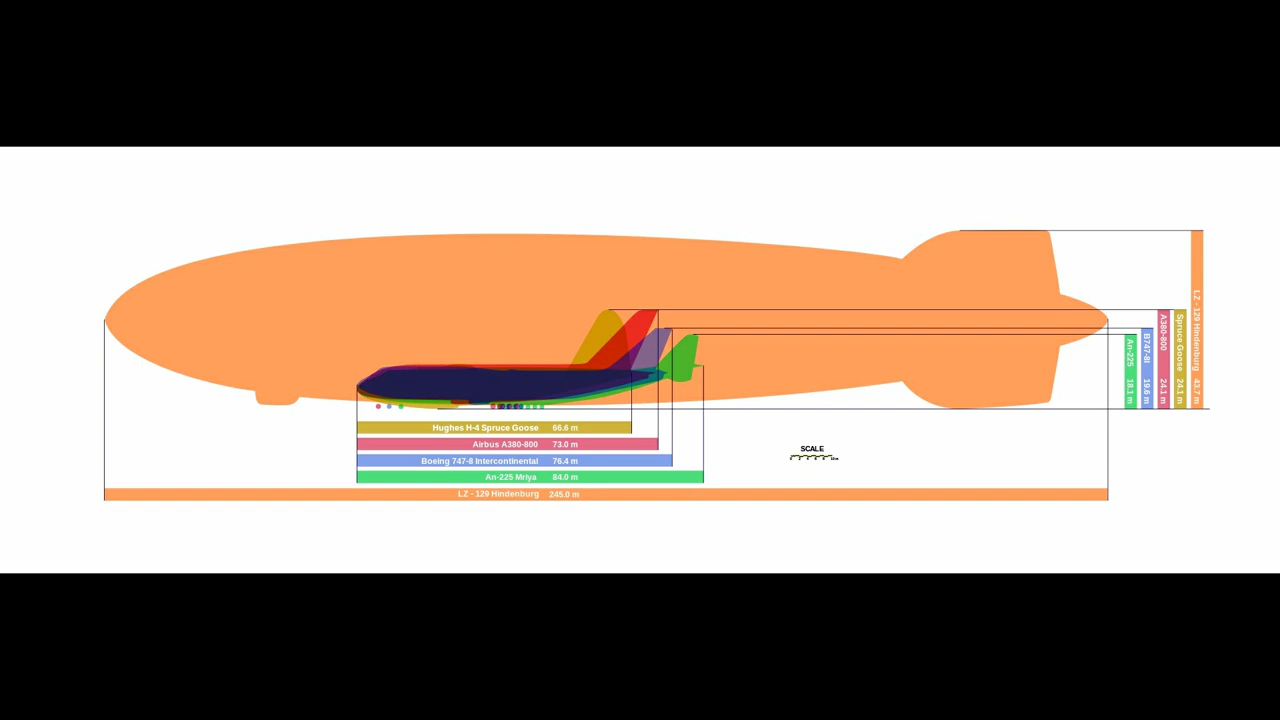 Hughes H-4 Spruce Goose 66.6 m
Airbus A380-800 73.0 m
Boeing 747-8 Intercontinental 76.4 m
An-225 Mriya 84.0 m
LZ - 129 Hindenburg 245.0 m
SCALE
An-225 18.1 m
B747-8I 19.6 m
A380-800 24.1 m
Spruce Goose 24.1 m
LZ - 129 Hindenburg 43.7 m